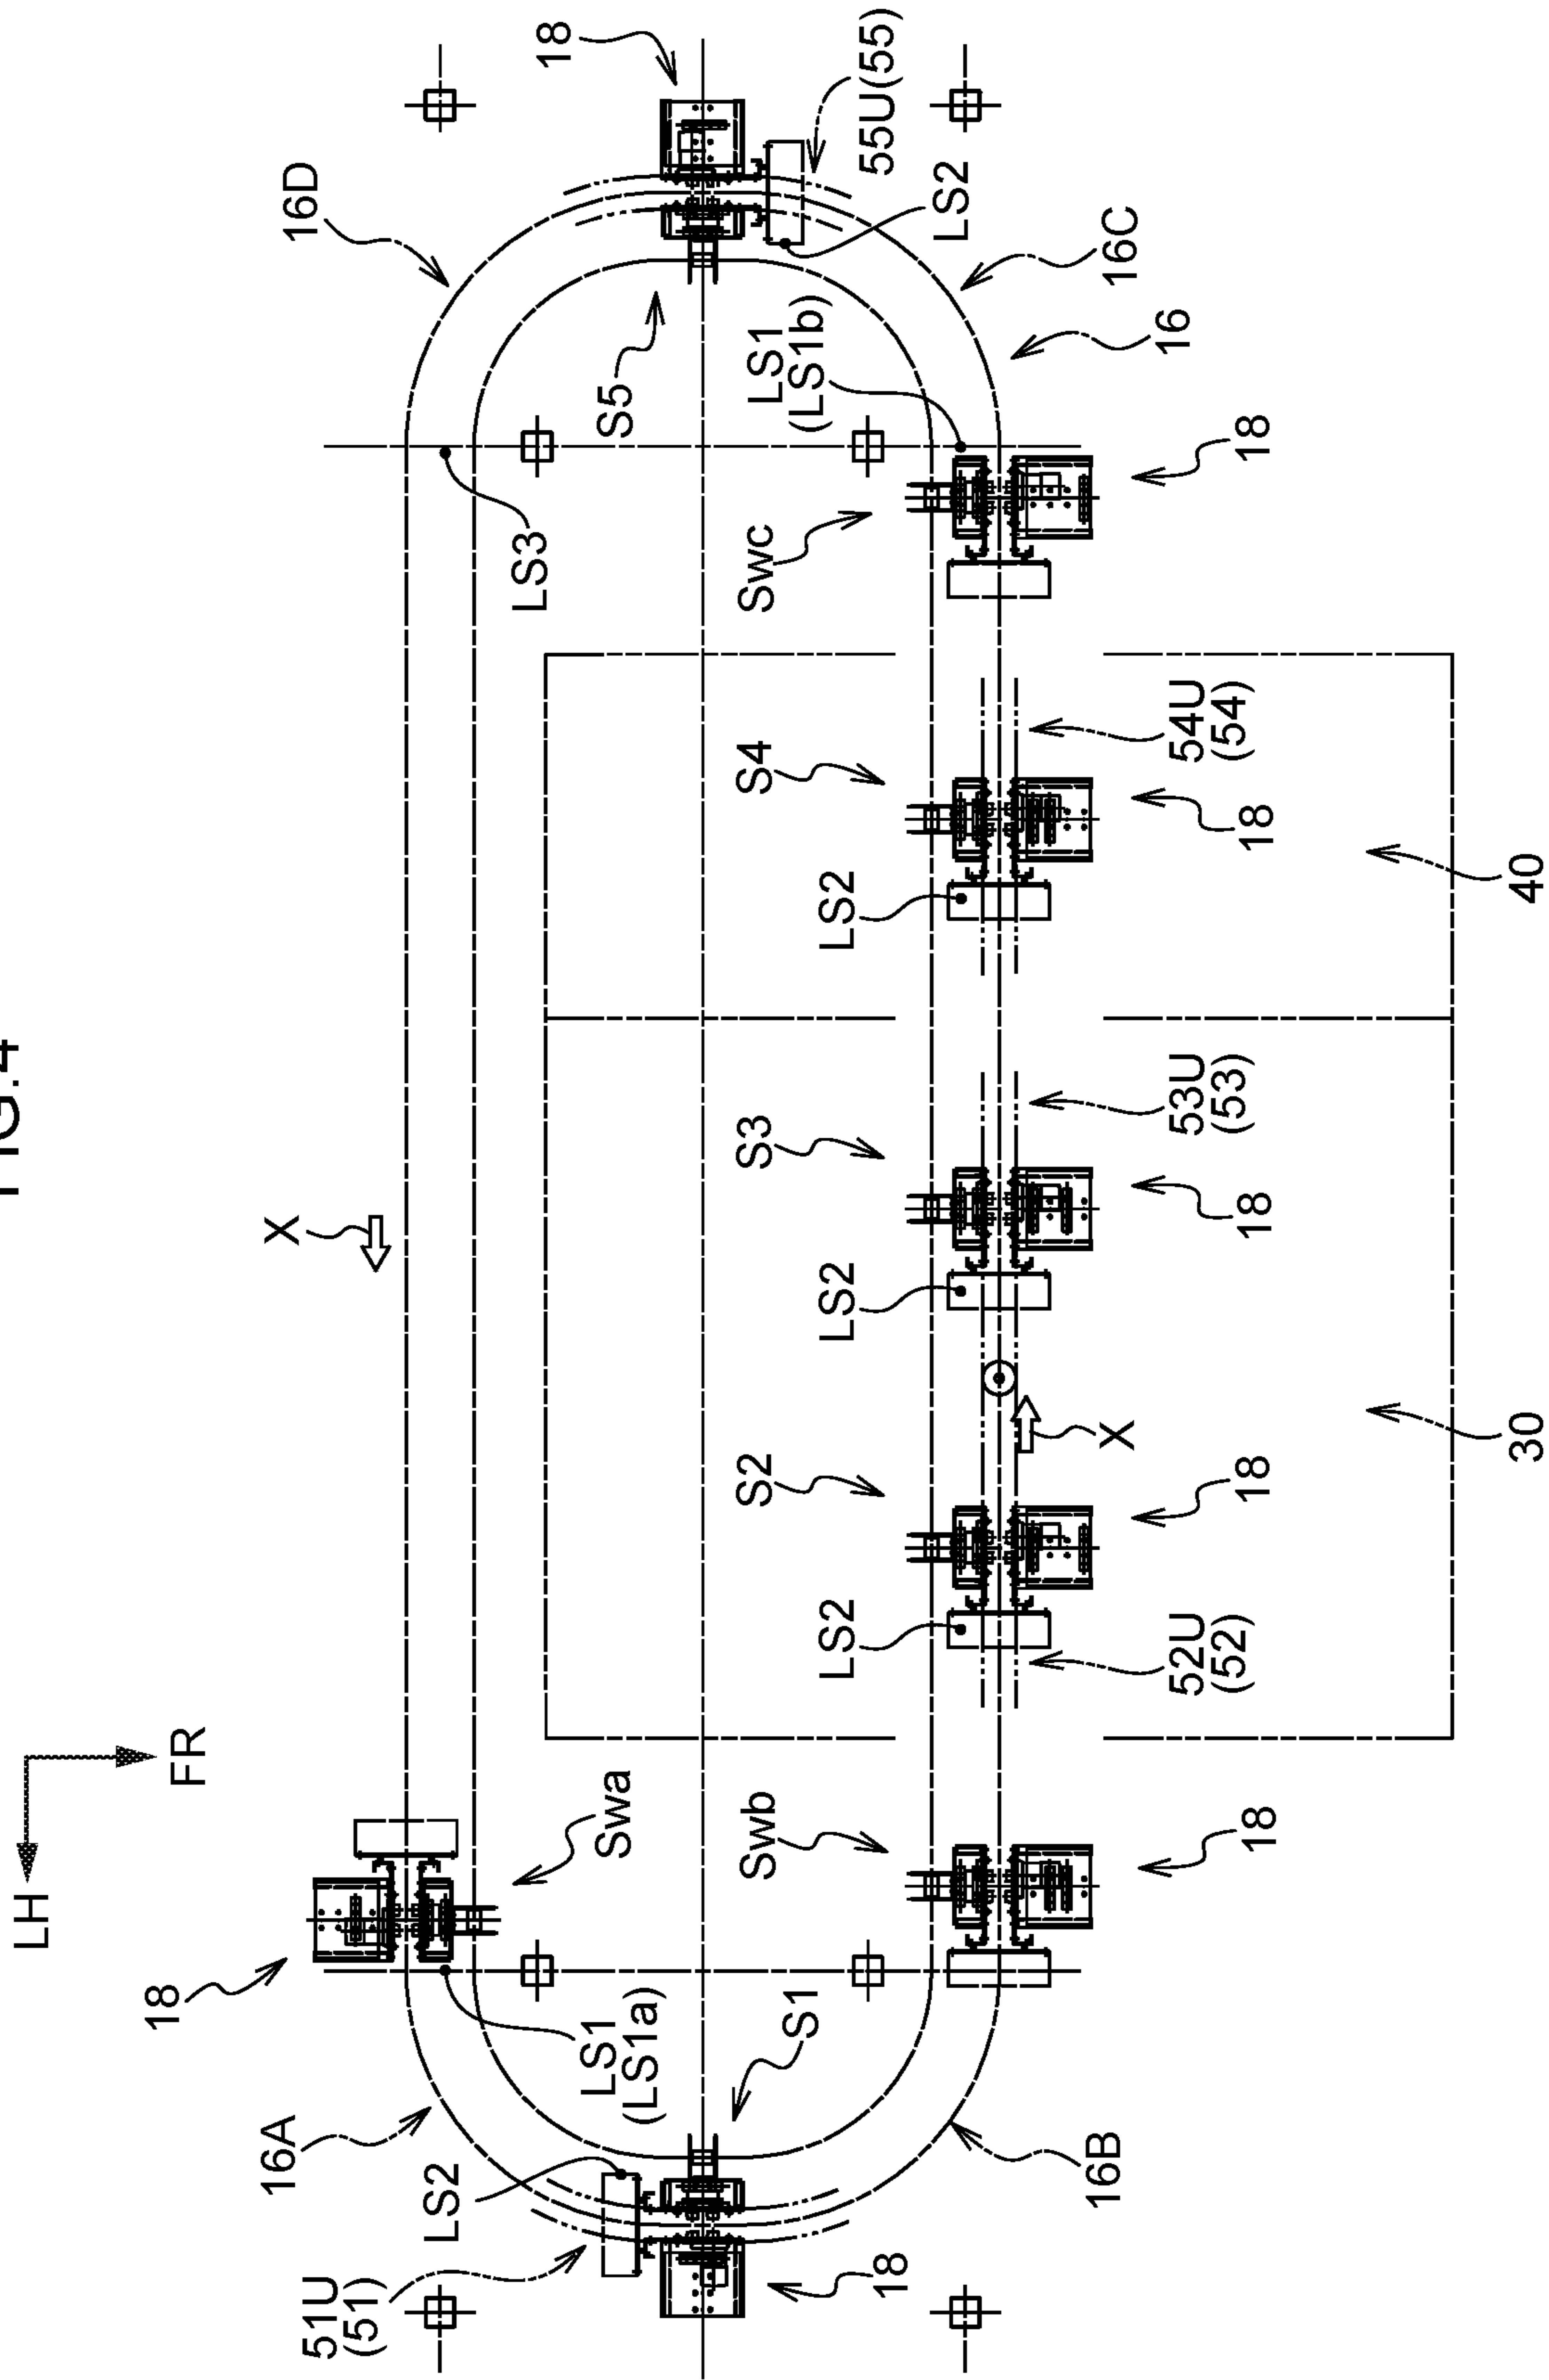 FIG.4
LH
18
FR
16A
X
16D
51U
(51)
LS2
LS3
18
LS1
(LS1a)
Swa
S5
Swb
S2
S3
S4
Swc
LS1
(LS1b)
S1
LS2
LS2
LS2
18
55U(55)
LS2
16B
X
16C
16
52U
(52)
53U
(53)
54U
(54)
18
18
18
18
18
30
40